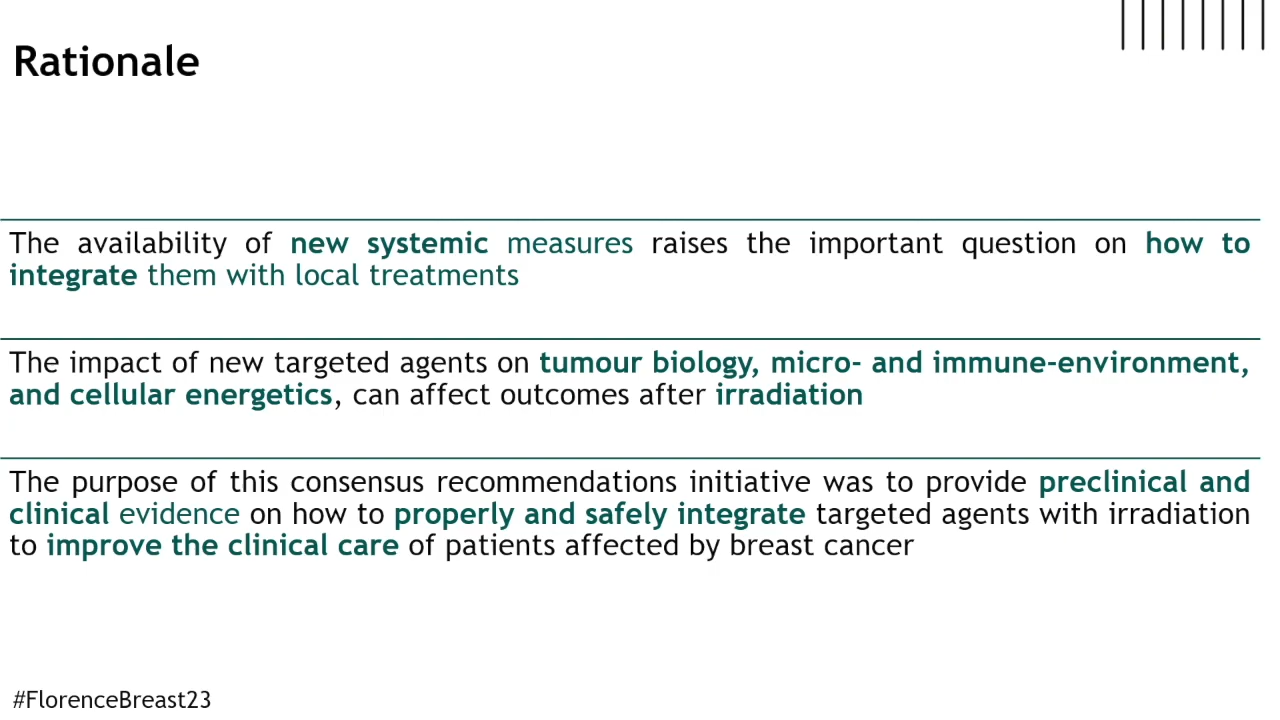 Rationale
The availability of new systemic measures raises the important question on how to
integrate them with local treatments
The impact of new targeted agents on tumour biology, micro- and immune-environment,
and cellular energetics, can affect outcomes after irradiation
The purpose of this consensus recommendations initiative was to provide preclinical and
clinical evidence on how to properly and safely integrate targeted agents with irradiation
to improve the clinical care of patients affected by breast cancer
#FlorenceBreast23